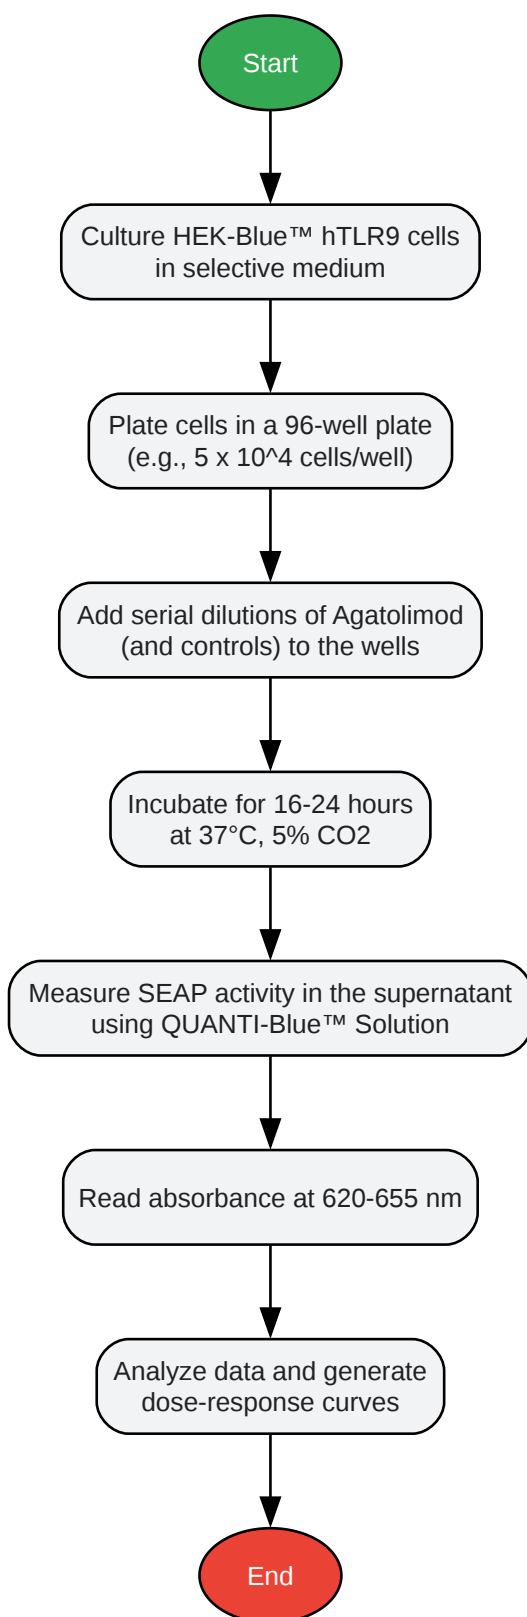 Start
Culture HEK-Blue™ hTLR9 cells
in selective medium
Plate cells in a 96-well plate
(e.g., 5 x 10^4 cells/well)
Add serial dilutions of Agatolimod
(and controls) to the wells
Incubate for 16-24 hours
at 37°C, 5% CO2
Measure SEAP activity in the supernatant
using QUANTI-Blue™ Solution
Read absorbance at 620-655 nm
Analyze data and generate
dose-response curves
End